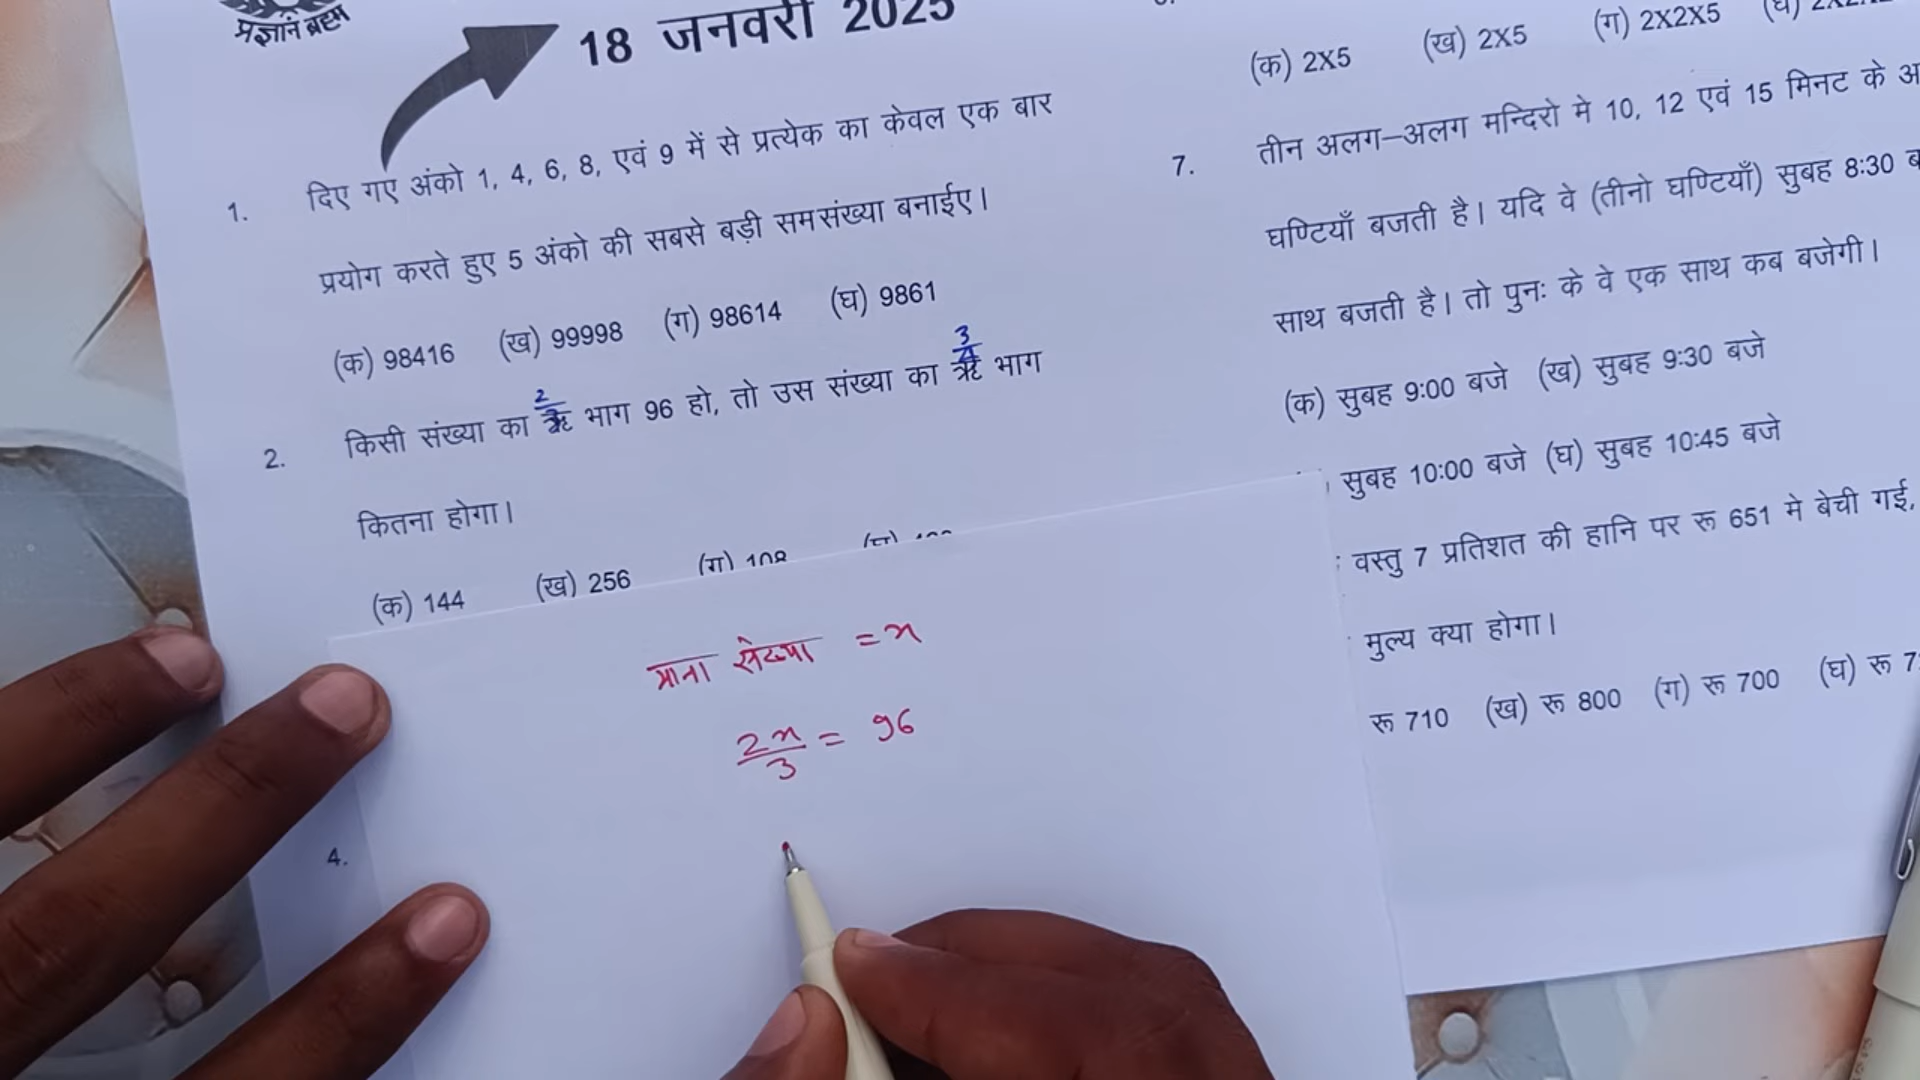 प्रज्ञानं ब्रह्म
18 जनवरी 2025
1. दिए गए अंको 1, 4, 6, 8, एवं 9 में से प्रत्येक का केवल एक बार
प्रयोग करते हुए 5 अंको की सबसे बड़ी समसंख्या बनाईए।
(क) 98416 (ख) 99998 (ग) 98614 (घ) 9861
2. किसी संख्या का 2/3 भाग 96 हो, तो उस संख्या का 3/4 भाग
कितना होगा।
(क) 144 (ख) 256 (ग) 108
माना संख्या = x
2x/3 = 96
4.
(क) 2X5 (ख) 2X5 (ग) 2X2X5 (घ)
7. तीन अलग–अलग मन्दिरो मे 10, 12 एवं 15 मिनट के
घण्टियाँ बजती है। यदि वे (तीनो घण्टियाँ) सुबह 8:30
साथ बजती है। तो पुनः के वे एक साथ कब बजेगी।
(क) सुबह 9:00 बजे (ख) सुबह 9:30 बजे
सुबह 10:00 बजे (घ) सुबह 10:45 बजे
वस्तु 7 प्रतिशत की हानि पर रू 651 मे बेची गई,
मुल्य क्या होगा।
रू 710 (ख) रू 800 (ग) रू 700 (घ) रू